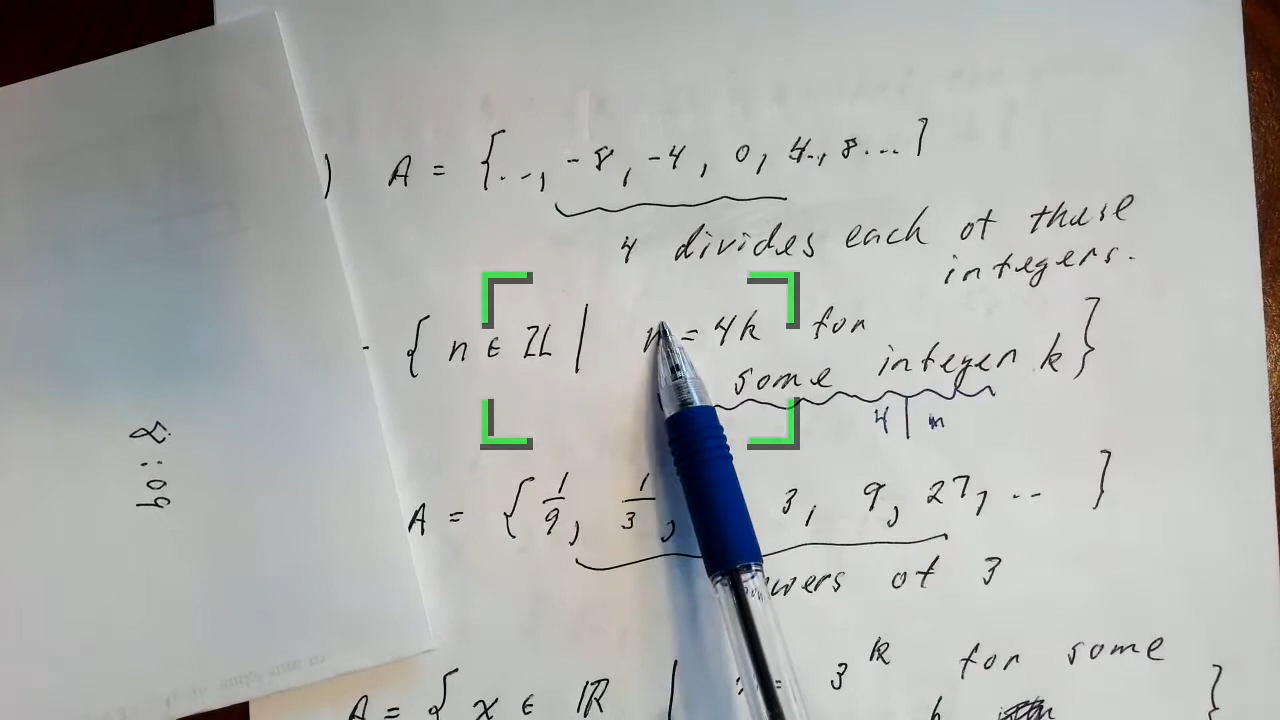 ) A = {..., -8, -4, 0, 4, 8...}
4 divides each of these
integers.
- { n ∈ ℤ | n = 4k for
some integer k }
4 | m
A = { 1/9, 1/3, 3, 9, 27, .. }
of 3
A = { x ∈ ℝ | = 3^k for some
}